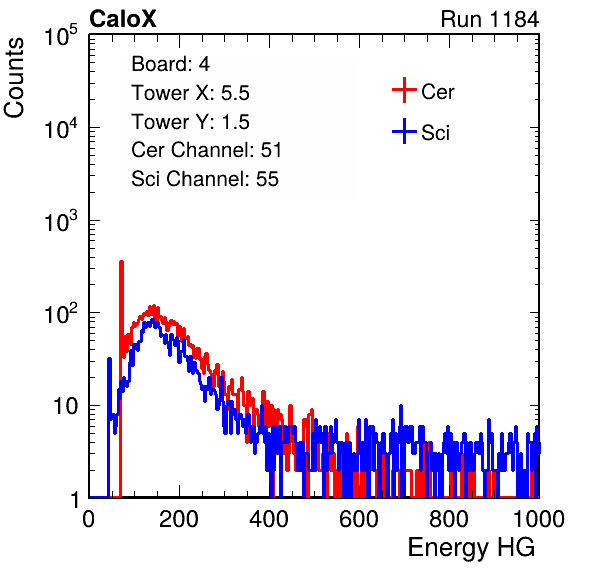 CaloX Run 1184
Counts
10^5
10^4
10^3
10^2
10
1
Board: 4
Tower X: 5.5
Tower Y: 1.5
Cer Channel: 51
Sci Channel: 55
Cer
Sci
0 200 400 600 800 1000
Energy HG